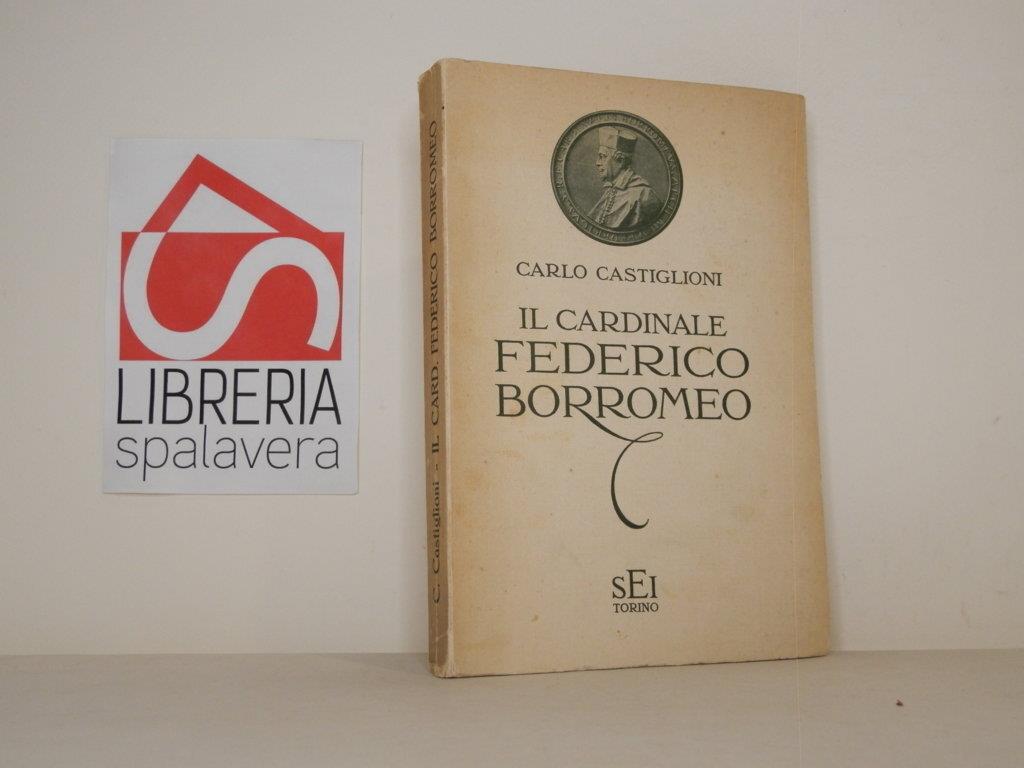 LIBRERIA
spalavera
C. Castiglioni - IL CARD. FEDERICO BORROMEO
CARLO CASTIGLIONI
IL CARDINALE
FEDERICO
BORROMEO
SEI
TORINO